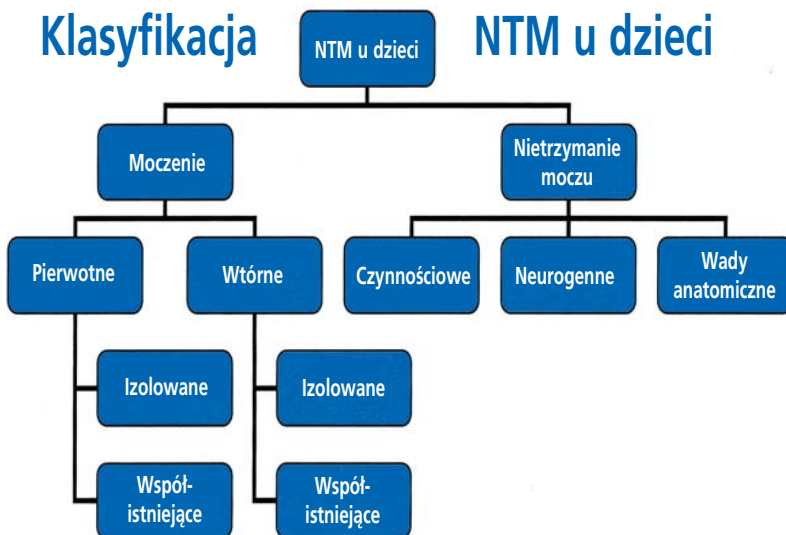 Klasyfikacja NTM u dzieci
NTM u dzieci
Moczenie
Nietrzymanie
moczu
Pierwotne
Wtórne
Czynnościowe
Neurogenne
Wady
anatomiczne
Izolowane
Izolowane
Współ-
istniejące
Współ-
istniejące